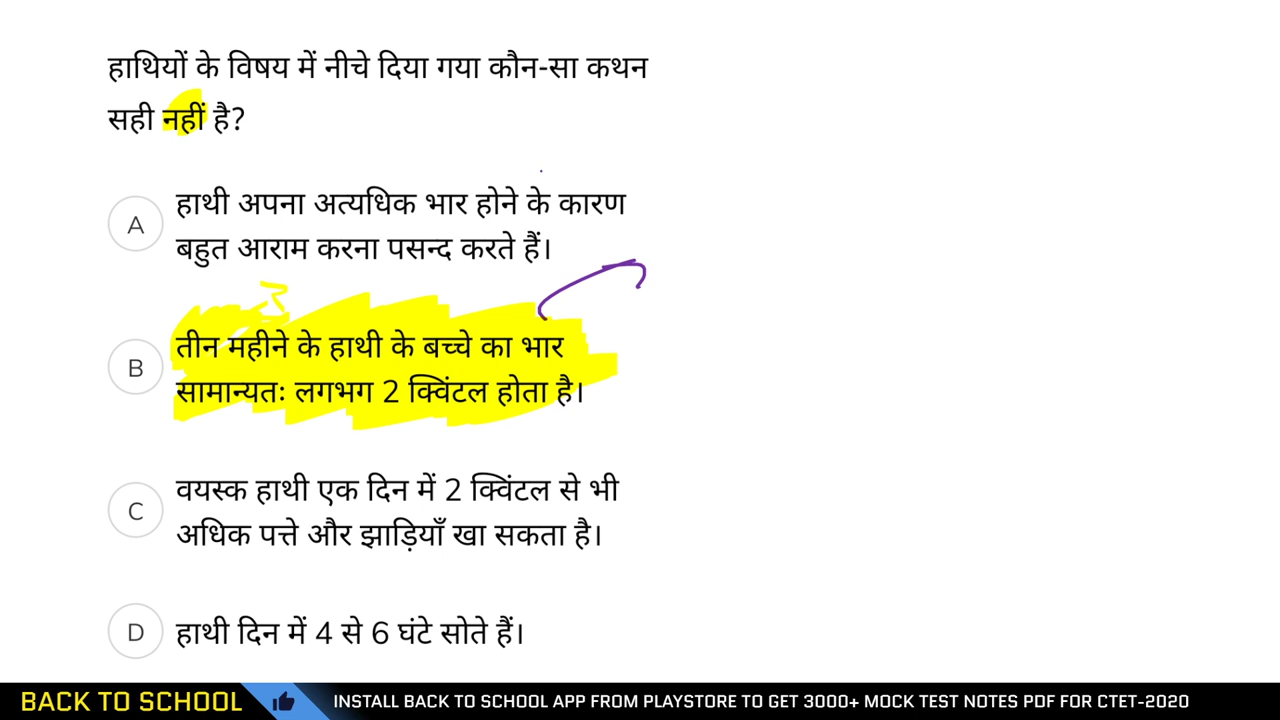 हाथियों के विषय में नीचे दिया गया कौन-सा कथन
सही नहीं है?
A
हाथी अपना अत्यधिक भार होने के कारण
बहुत आराम करना पसन्द करते हैं।
B
तीन महीने के हाथी के बच्चे का भार
सामान्यतः लगभग 2 क्विंटल होता है।
C
वयस्क हाथी एक दिन में 2 क्विंटल से भी
अधिक पत्ते और झाड़ियाँ खा सकता है।
D
हाथी दिन में 4 से 6 घंटे सोते हैं।
BACK TO SCHOOL
INSTALL BACK TO SCHOOL APP FROM PLAYSTORE TO GET 3000+ MOCK TEST NOTES PDF FOR CTET-2020